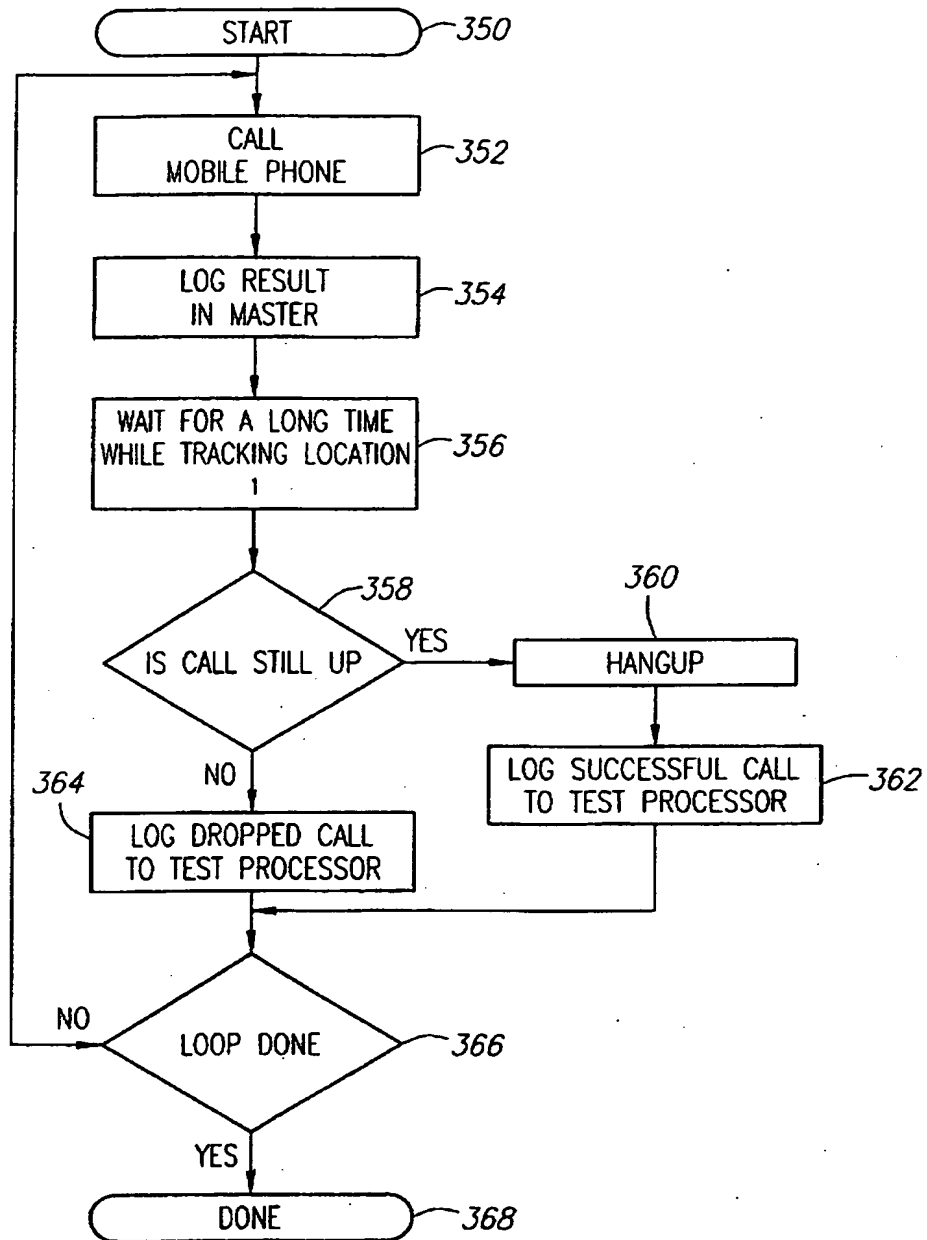 START
350
CALL
MOBILE PHONE
352
LOG RESULT
IN MASTER
354
WAIT FOR A LONG TIME
WHILE TRACKING LOCATION
1
356
IS CALL STILL UP
358
YES
360
HANGUP
NO
364
LOG DROPPED CALL
TO TEST PROCESSOR
LOG SUCCESSFUL CALL
TO TEST PROCESSOR
362
NO
LOOP DONE
366
YES
DONE
368